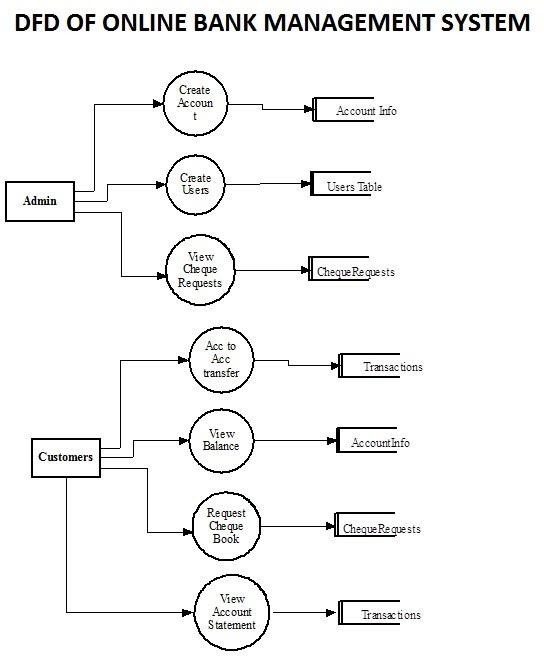 DFD OF ONLINE BANK MANAGEMENT SYSTEM
Create
Accoun
t
Account Info
Create
Users
Users Table
Admin
View
Cheque
Requests
ChequeRequests
Acc to
Acc
transfer
Transactions
View
Balance
AccountInfo
Customers
Request
Cheque
Book
ChequeRequests
View
Account
Statement
Transactions